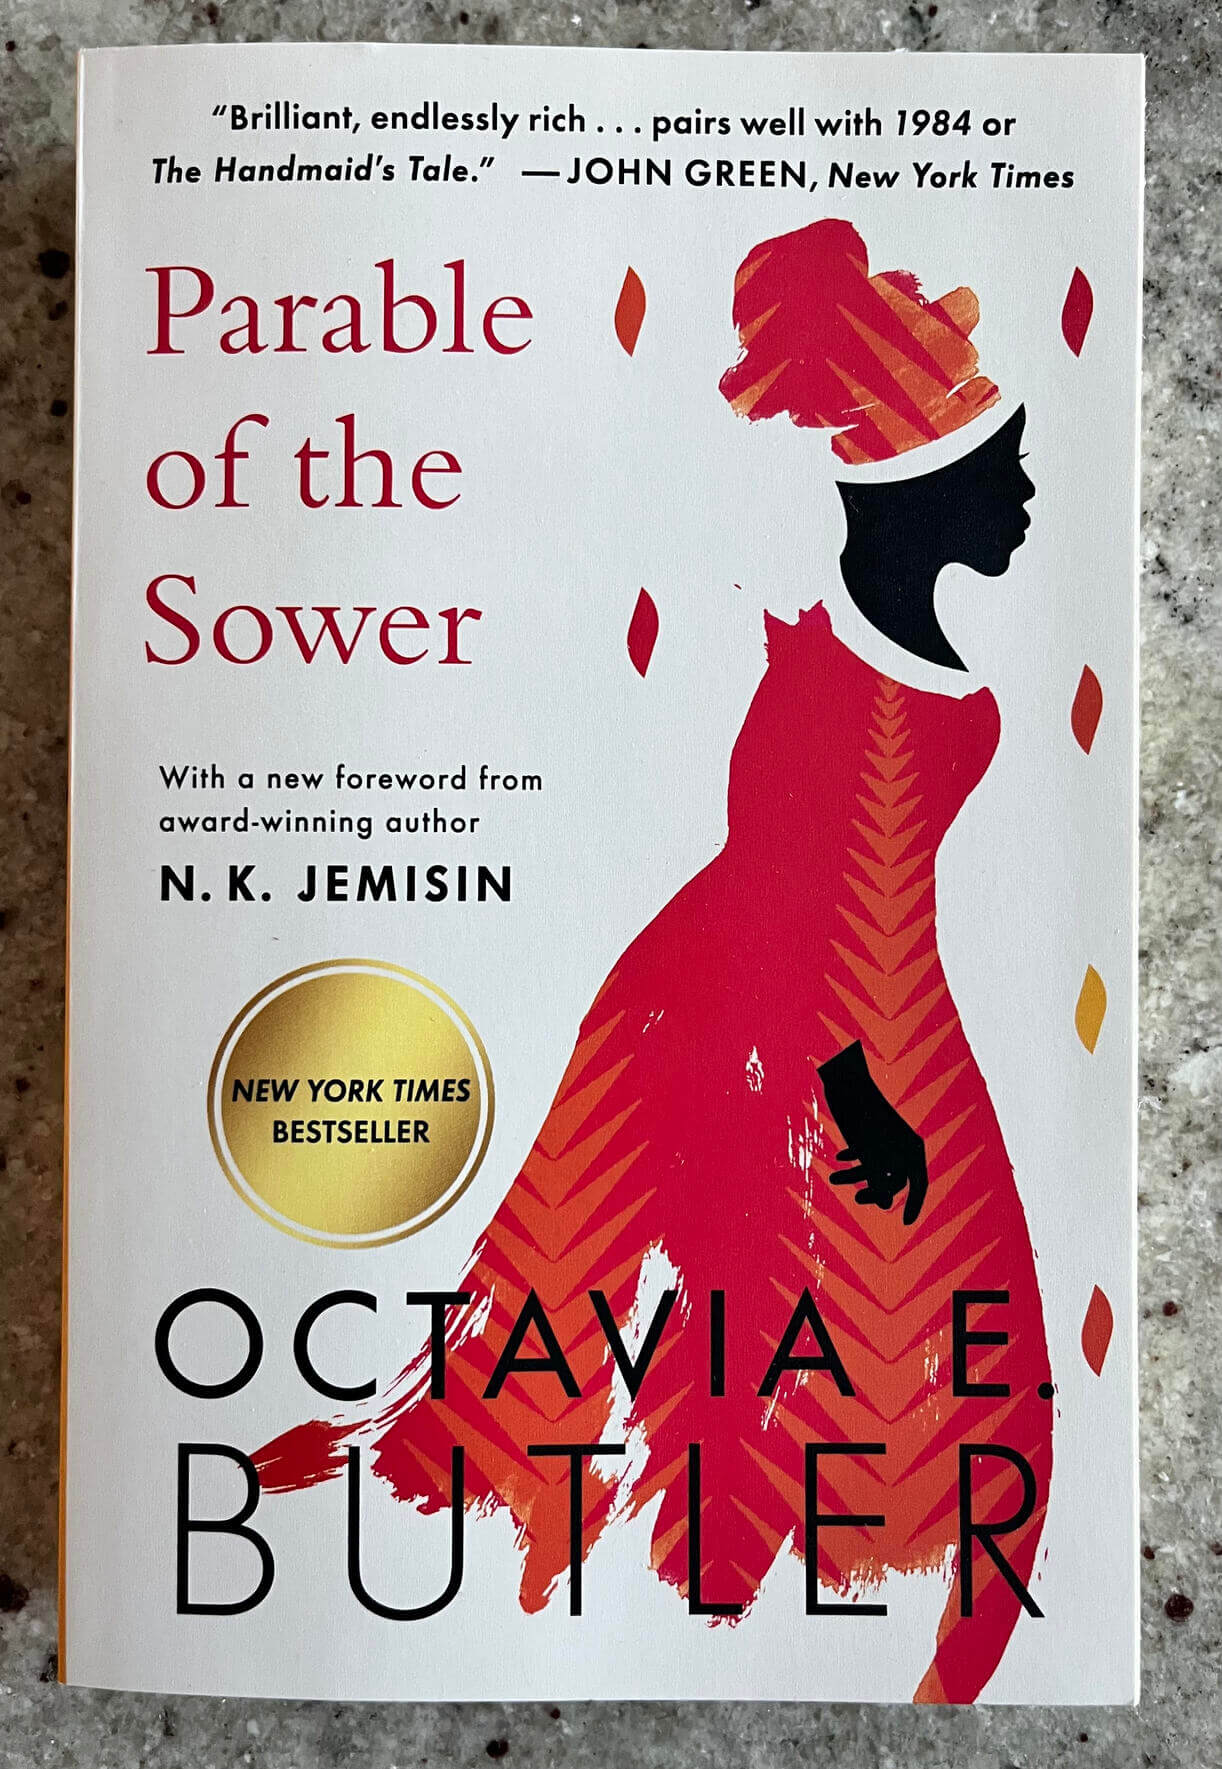 “Brilliant, endlessly rich . . . pairs well with 1984 or
The Handmaid’s Tale.” —JOHN GREEN, New York Times
Parable
of the
Sower
With a new foreword from
award-winning author
N. K. JEMISIN
NEW YORK TIMES
BESTSELLER
OCTAVIA E.
BUTLER